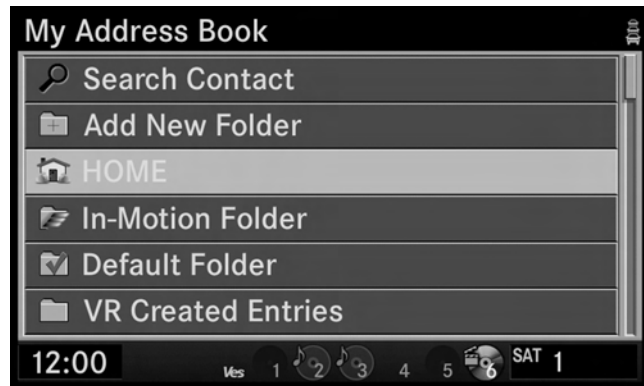 My Address Book
Search Contact
Add New Folder
HOME
In-Motion Folder
Default Folder
VR Created Entries
12:00 Ves 1 2 3 4 5 6 SAT 1